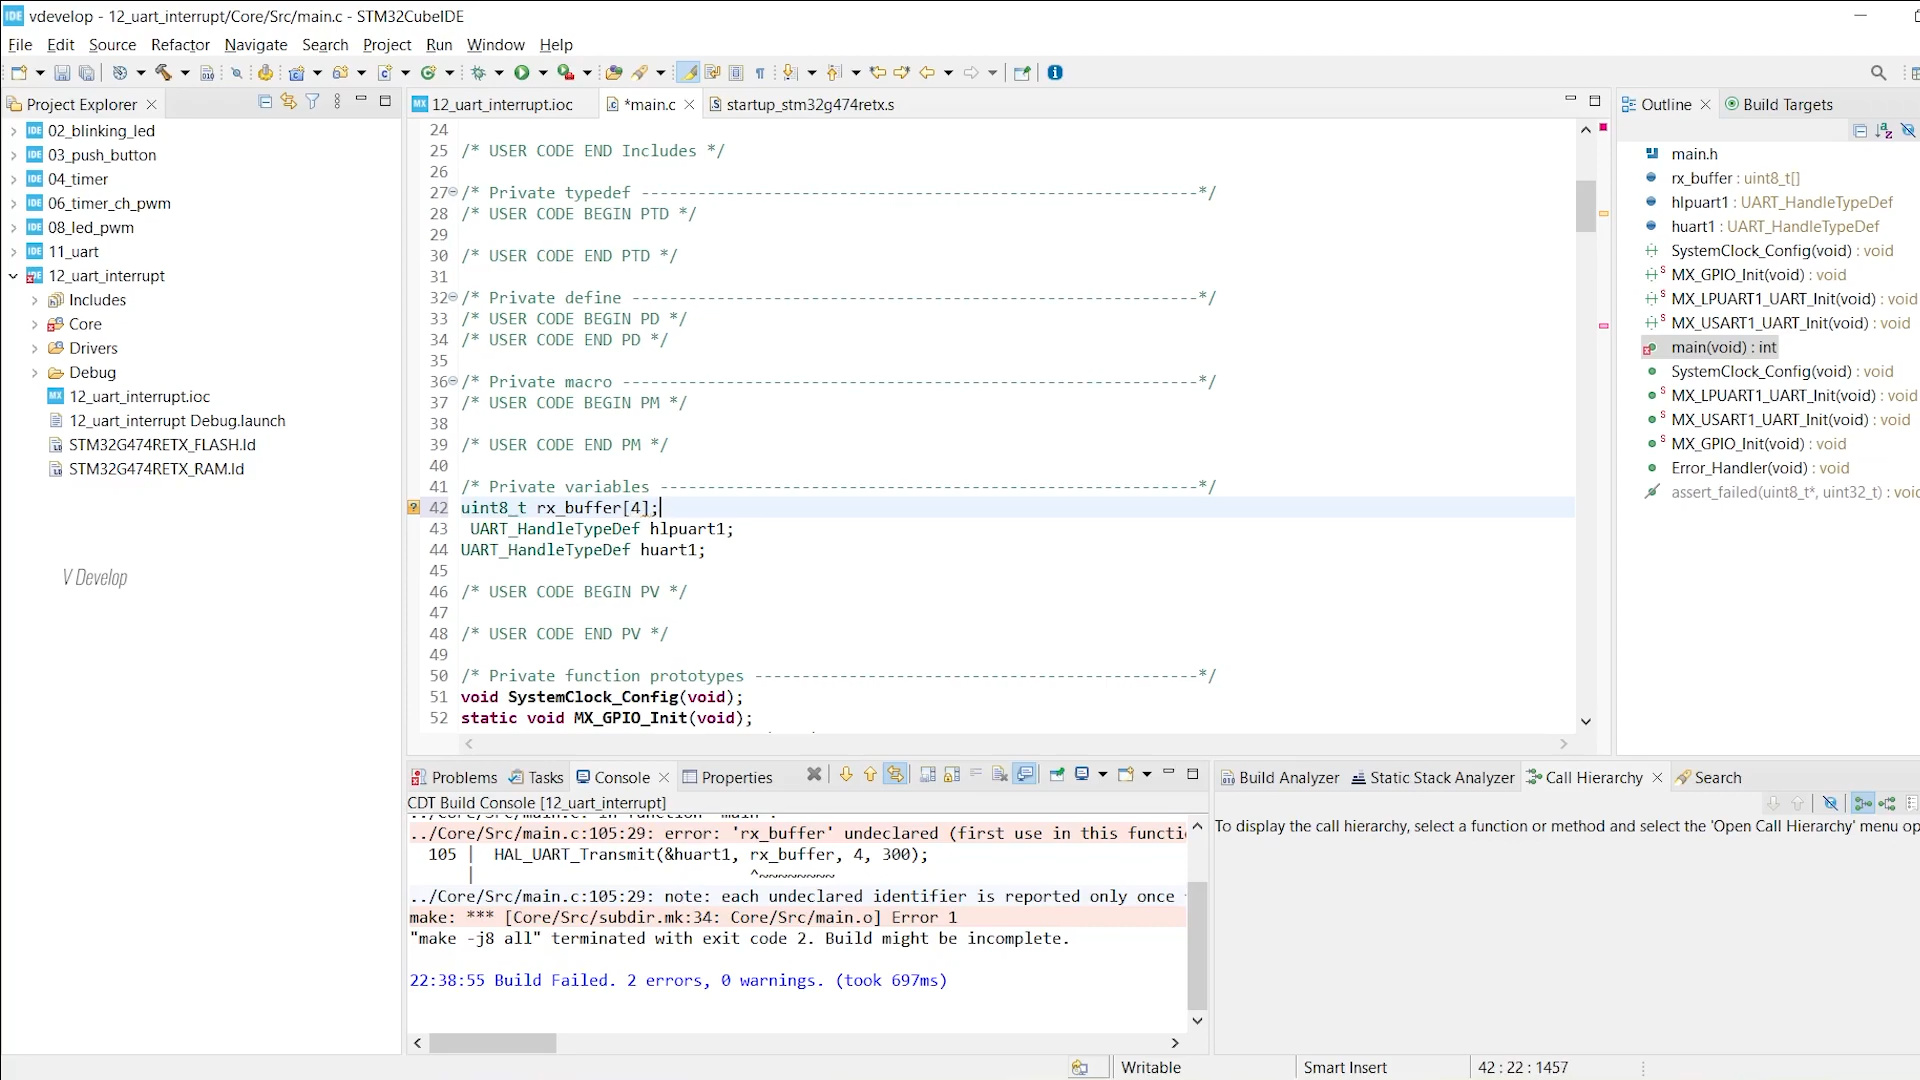 vdevelop - 12_uart_interrupt/Core/Src/main.c - STM32CubeIDE
File Edit Source Refactor Navigate Search Project Run Window Help
Project Explorer
02_blinking_led
03_push_button
04_timer
06_timer_ch_pwm
08_led_pwm
11_uart
12_uart_interrupt
Includes
Core
Drivers
Debug
12_uart_interrupt.ioc
12_uart_interrupt Debug.launch
STM32G474RETX_FLASH.ld
STM32G474RETX_RAM.ld
V Develop
12_uart_interrupt.ioc *main.c startup_stm32g474retx.s
24
25 /* USER CODE END Includes */
26
27 /* Private typedef -----------------------------------------------------------*/
28 /* USER CODE BEGIN PTD */
29
30 /* USER CODE END PTD */
31
32 /* Private define ------------------------------------------------------------*/
33 /* USER CODE BEGIN PD */
34 /* USER CODE END PD */
35
36 /* Private macro -------------------------------------------------------------*/
37 /* USER CODE BEGIN PM */
38
39 /* USER CODE END PM */
40
41 /* Private variables ---------------------------------------------------------*/
42 uint8_t rx_buffer[4];
43 UART_HandleTypeDef hlpuart1;
44 UART_HandleTypeDef huart1;
45
46 /* USER CODE BEGIN PV */
47
48 /* USER CODE END PV */
49
50 /* Private function prototypes -----------------------------------------------*/
51 void SystemClock_Config(void);
52 static void MX_GPIO_Init(void);
Outline Build Targets
main.h
rx_buffer : uint8_t[]
hlpuart1 : UART_HandleTypeDef
huart1 : UART_HandleTypeDef
SystemClock_Config(void) : void
MX_GPIO_Init(void) : void
MX_LPUART1_UART_Init(void) : void
MX_USART1_UART_Init(void) : void
main(void) : int
SystemClock_Config(void) : void
MX_LPUART1_UART_Init(void) : void
MX_USART1_UART_Init(void) : void
MX_GPIO_Init(void) : void
Error_Handler(void) : void
assert_failed(uint8_t*, uint32_t) : voic
Problems Tasks Console Properties
CDT Build Console [12_uart_interrupt]
../Core/Src/main.c: In function 'main':
../Core/Src/main.c:105:29: error: 'rx_buffer' undeclared (first use in this functi
105 | HAL_UART_Transmit(&huart1, rx_buffer, 4, 300);
| ^~~~~~~~~
../Core/Src/main.c:105:29: note: each undeclared identifier is reported only once
make: *** [Core/Src/subdir.mk:34: Core/Src/main.o] Error 1
"make -j8 all" terminated with exit code 2. Build might be incomplete.
22:38:55 Build Failed. 2 errors, 0 warnings. (took 697ms)
Build Analyzer Static Stack Analyzer Call Hierarchy Search
To display the call hierarchy, select a function or method and select the 'Open Call Hierarchy' menu op
Writable Smart Insert 42 : 22 : 1457